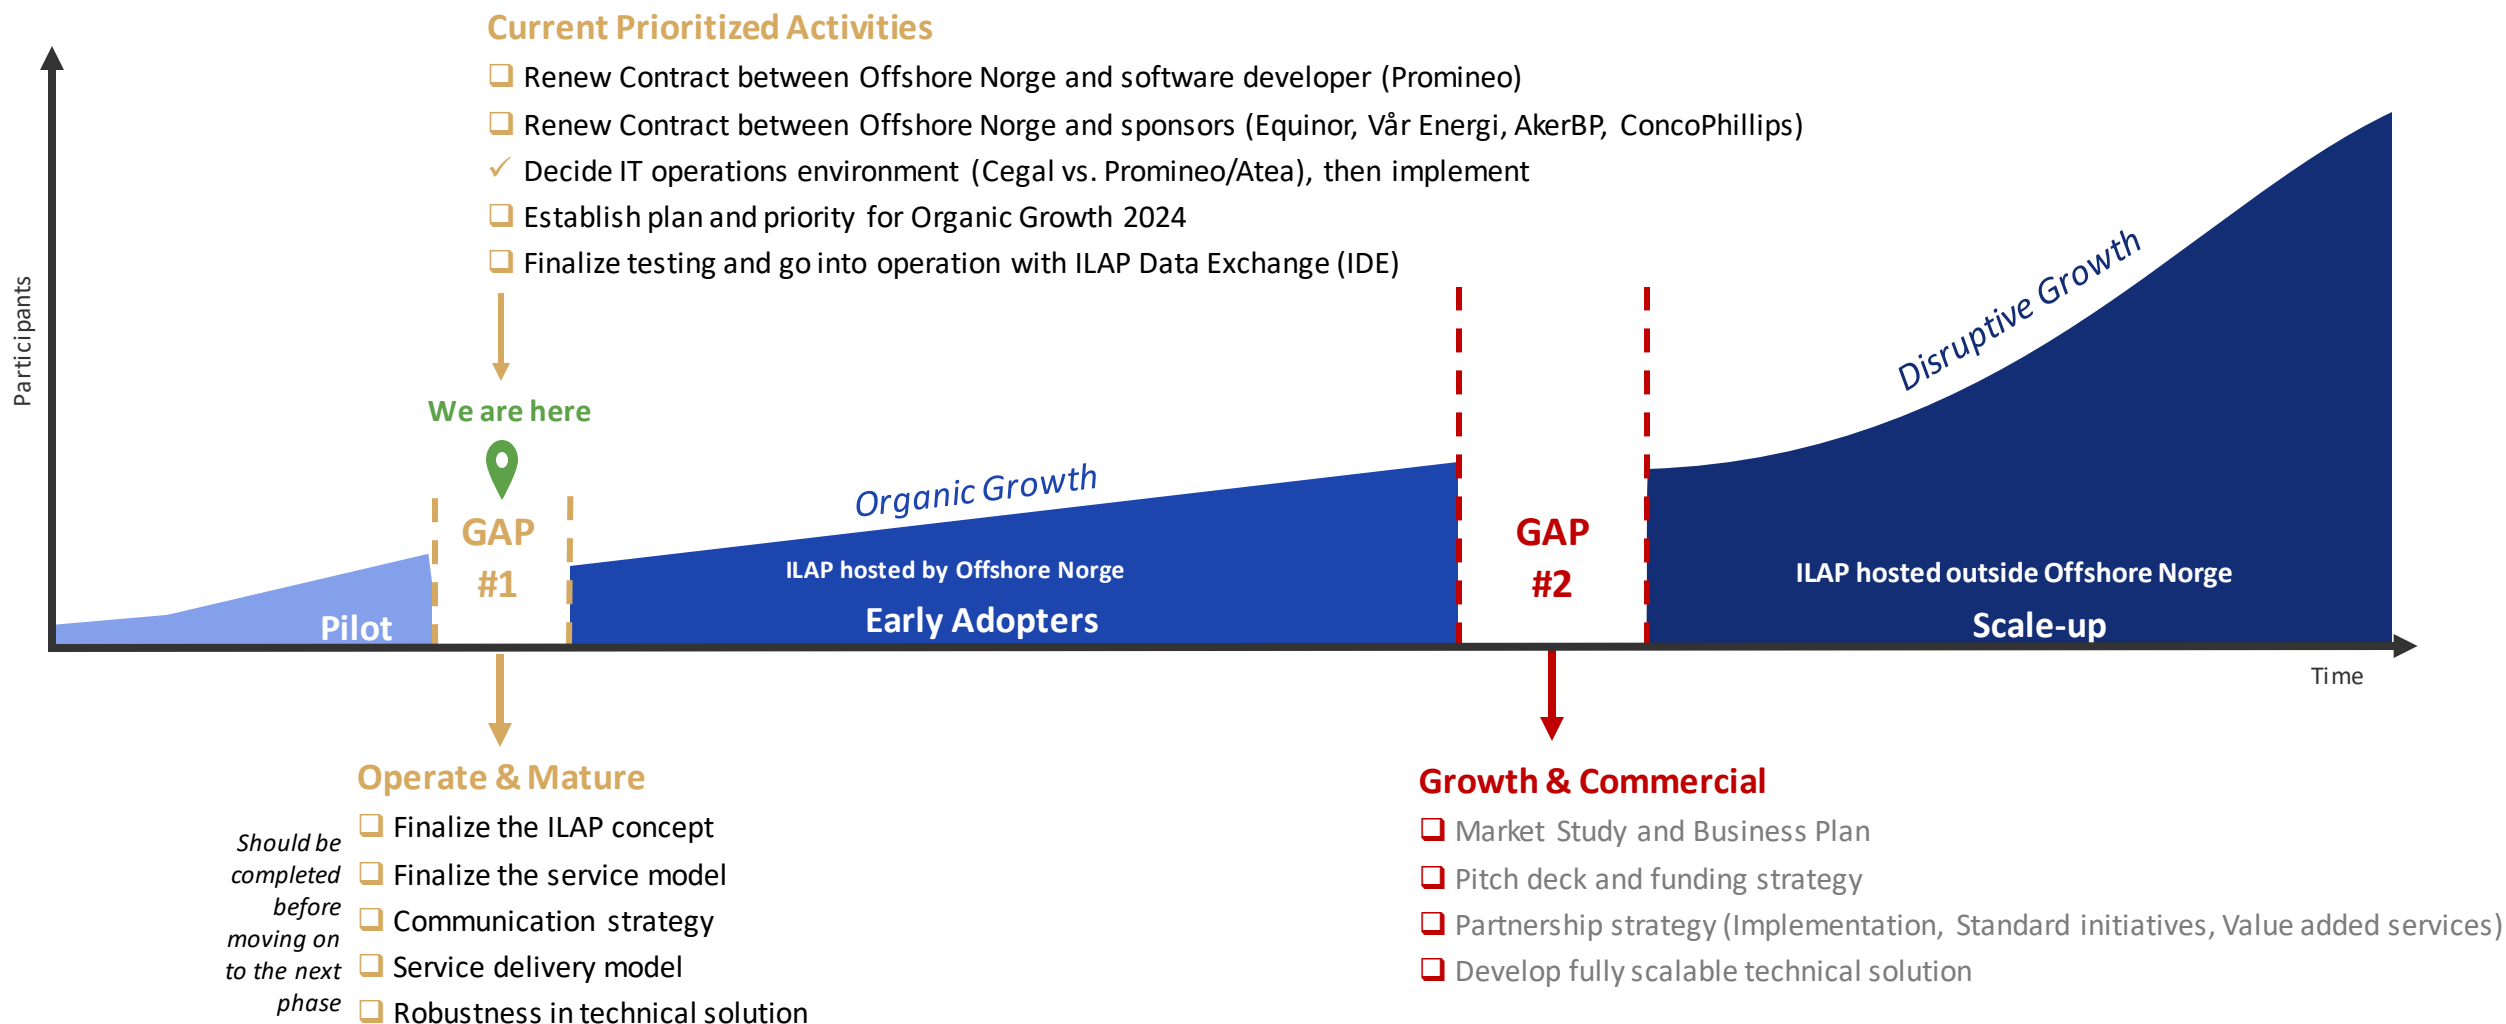 Current Prioritized Activities
Renew Contract between Offshore Norge and software developer (Promineo)
Renew Contract between Offshore Norge and sponsors (Equinor, Vår Energi, AkerBP, ConcoPhillips)
Decide IT operations environment (Cegal vs. Promineo/Atea), then implement
Establish plan and priority for Organic Growth 2024
Finalize testing and go into operation with ILAP Data Exchange (IDE)
Participants
We are here
Disruptive Growth
Organic Growth
GAP
#1
GAP
#2
ILAP hosted by Offshore Norge
ILAP hosted outside Offshore Norge
Pilot
Early Adopters
Scale-up
Time
Operate & Mature
Should be
completed
before
moving on
to the next
phase
Finalize the ILAP concept
Finalize the service model
Communication strategy
Service delivery model
Robustness in technical solution
Growth & Commercial
Market Study and Business Plan
Pitch deck and funding strategy
Partnership strategy (Implementation, Standard initiatives, Value added services)
Develop fully scalable technical solution